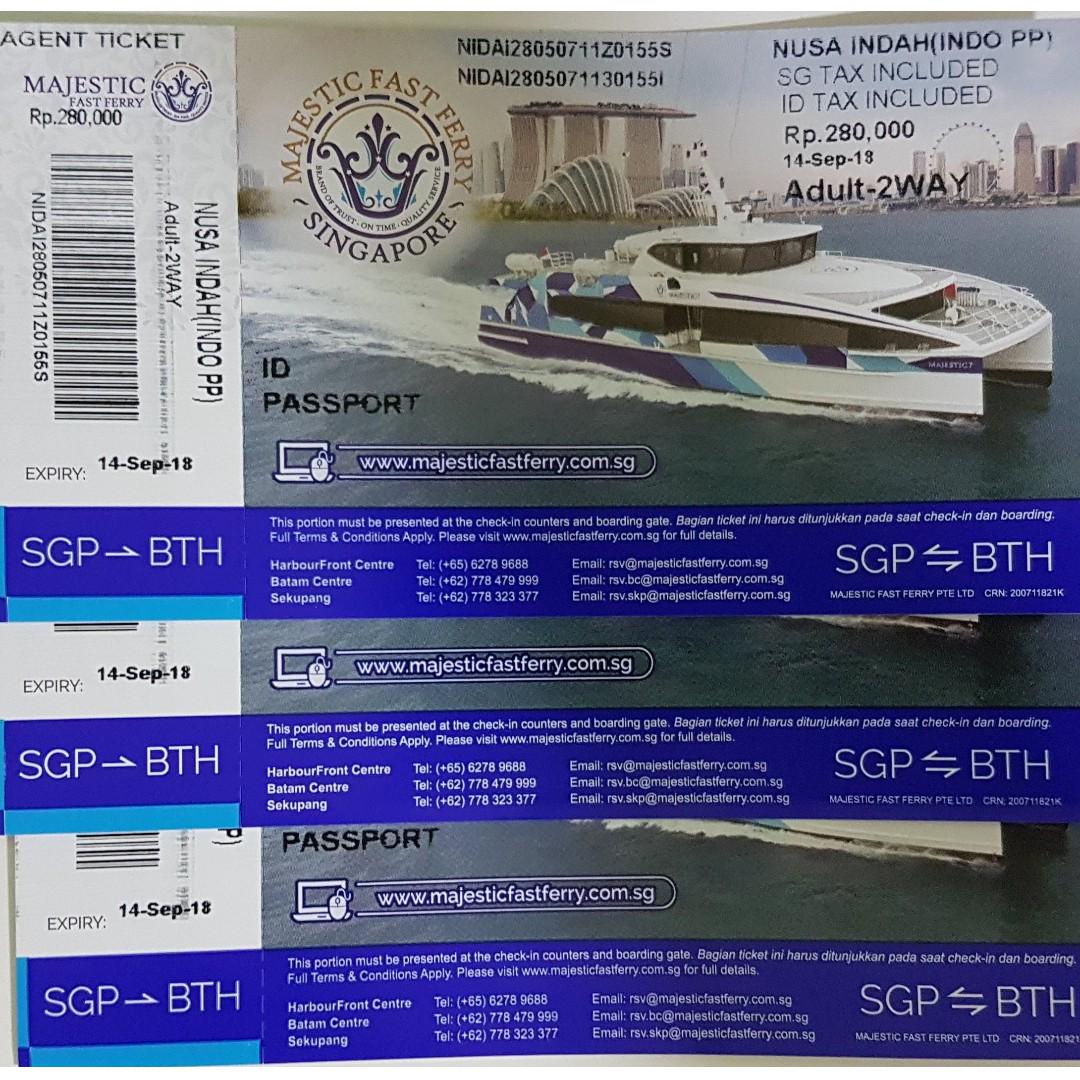 AGENT TICKET
MAJESTIC
FAST FERRY
Rp.280,000
NIDAI28050711Z0155S
NUSA INDAH(INDO PP)
Adult-2WAY
EXPIRY: 14-Sep-18
SGP⇀BTH
MAJESTIC FAST FERRY
BRAND OF TRUST · ON TIME · QUALITY SERVICE
~ SINGAPORE ~
NIDAI28050711Z0155S
NIDAI2805071130155I
NUSA INDAH(INDO PP)
SG TAX INCLUDED
ID TAX INCLUDED
Rp.280,000
14-Sep-18
Adult-2WAY
MAJESTIC7
ID
PASSPORT
www.majesticfastferry.com.sg
This portion must be presented at the check-in counters and boarding gate. Bagian ticket ini harus ditunjukkan pada saat check-in dan boarding.
Full Terms & Conditions Apply. Please visit www.majesticfastferry.com.sg for full details.
HarbourFront Centre Tel: (+65) 6278 9688 Email: rsv@majesticfastferry.com.sg
Batam Centre Tel: (+62) 778 479 999 Email: rsv.bc@majesticfastferry.com.sg
Sekupang Tel: (+62) 778 323 377 Email: rsv.skp@majesticfastferry.com.sg
SGP⇋BTH
MAJESTIC FAST FERRY PTE LTD CRN: 200711821K
EXPIRY: 14-Sep-18
SGP⇀BTH
www.majesticfastferry.com.sg
This portion must be presented at the check-in counters and boarding gate. Bagian ticket ini harus ditunjukkan pada saat check-in dan boarding.
Full Terms & Conditions Apply. Please visit www.majesticfastferry.com.sg for full details.
HarbourFront Centre Tel: (+65) 6278 9688 Email: rsv@majesticfastferry.com.sg
Batam Centre Tel: (+62) 778 479 999 Email: rsv.bc@majesticfastferry.com.sg
Sekupang Tel: (+62) 778 323 377 Email: rsv.skp@majesticfastferry.com.sg
SGP⇋BTH
MAJESTIC FAST FERRY PTE LTD CRN: 200711821K
P)
EXPIRY: 14-Sep-18
SGP⇀BTH
PASSPORT
www.majesticfastferry.com.sg
This portion must be presented at the check-in counters and boarding gate. Bagian ticket ini harus ditunjukkan pada saat check-in dan boarding.
Full Terms & Conditions Apply. Please visit www.majesticfastferry.com.sg for full details.
HarbourFront Centre Tel: (+65) 6278 9688 Email: rsv@majesticfastferry.com.sg
Batam Centre Tel: (+62) 778 479 999 Email: rsv.bc@majesticfastferry.com.sg
Sekupang Tel: (+62) 778 323 377 Email: rsv.skp@majesticfastferry.com.sg
SGP⇋BTH
MAJESTIC FAST FERRY PTE LTD CRN: 200711821